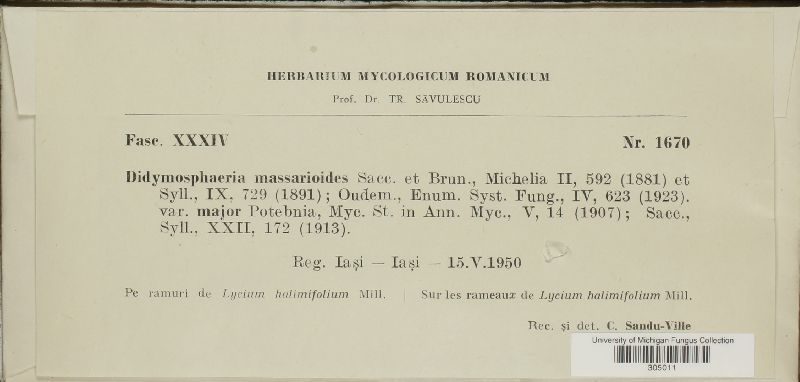 HERBARIUM MYCOLOGICUM ROMANICUM
Prof. Dr. TR. SĂVULESCU
Fasc. XXXIV Nr. 1670
Didymosphaeria massarioides Sacc. et Brun., Michelia II, 592 (1881) et
Syll., IX, 729 (1891); Oudem., Enum. Syst. Fung., IV, 623 (1923).
var. major Potebnia, Myc. St. in Ann. Myc., V, 14 (1907); Sacc.,
Syll., XXII, 172 (1913).
Reg. Iași — Iași — 15.V.1950
Pe ramuri de Lycium halimifolium Mill. | Sur les rameaux de Lycium halimifolium Mill.
Rec. și det. C. Sandu-Ville
University of Michigan Fungus Collection
305011